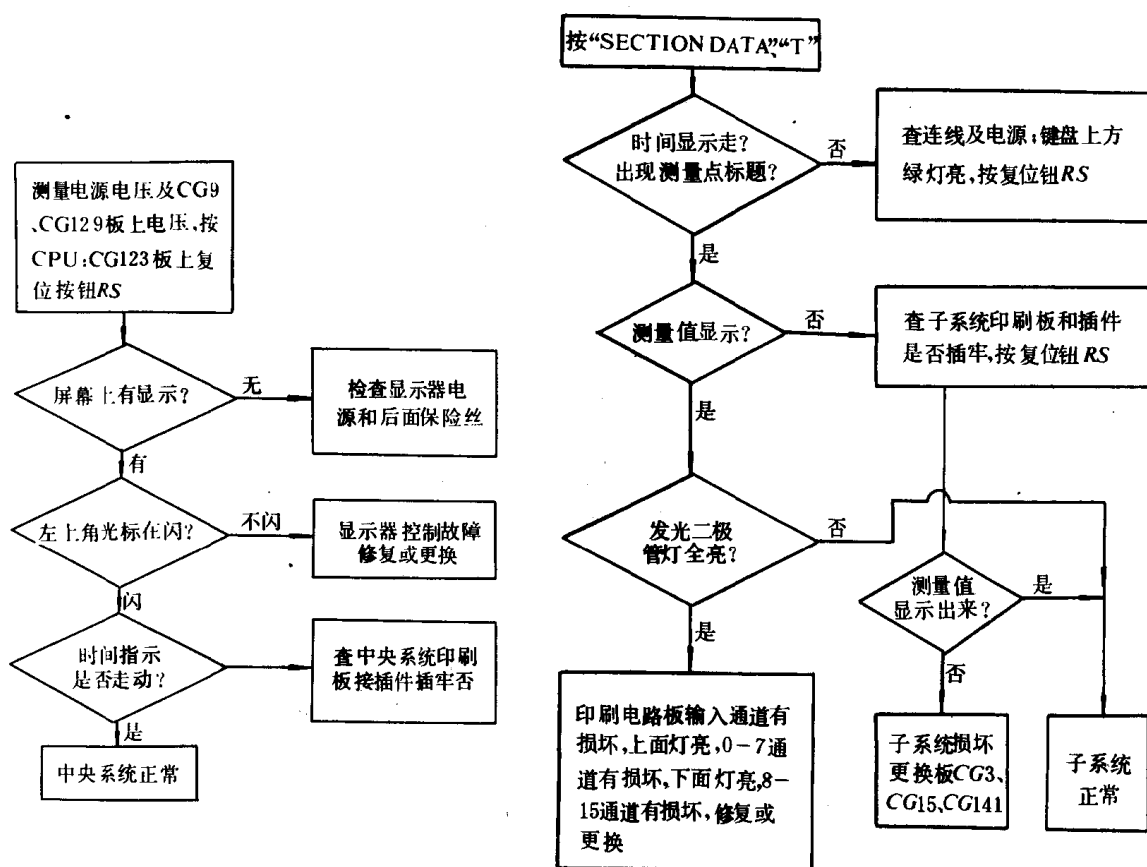 测量电源电压及CG9
、CG129板上电压,按
CPU:CG123板上复
位按钮RS
屏幕上有显示?
无
检查显示器电
源和后面保险丝
有
左上角光标在闪?
不闪
显示器控制故障
修复或更换
闪
时间指示
是否走动?
查中央系统印刷
板接插件插牢否
是
中央系统正常
按“SECTION DATA”,“T”
时间显示走?
出现测量点标题?
否
查连线及电源;键盘上方
绿灯亮,按复位钮RS
是
测量值显示?
否
查子系统印刷板和插件
是否插牢,按复位钮RS
是
发光二极
管灯全亮?
否
测量值
显示出来?
是
是
否
印刷电路板输入通道有
损坏,上面灯亮,0-7通
道有损坏,下面灯亮,8-
15通道有损坏,修复或
更换
子系统损坏
更换板CG3、
CG15、CG141
子系统
正常